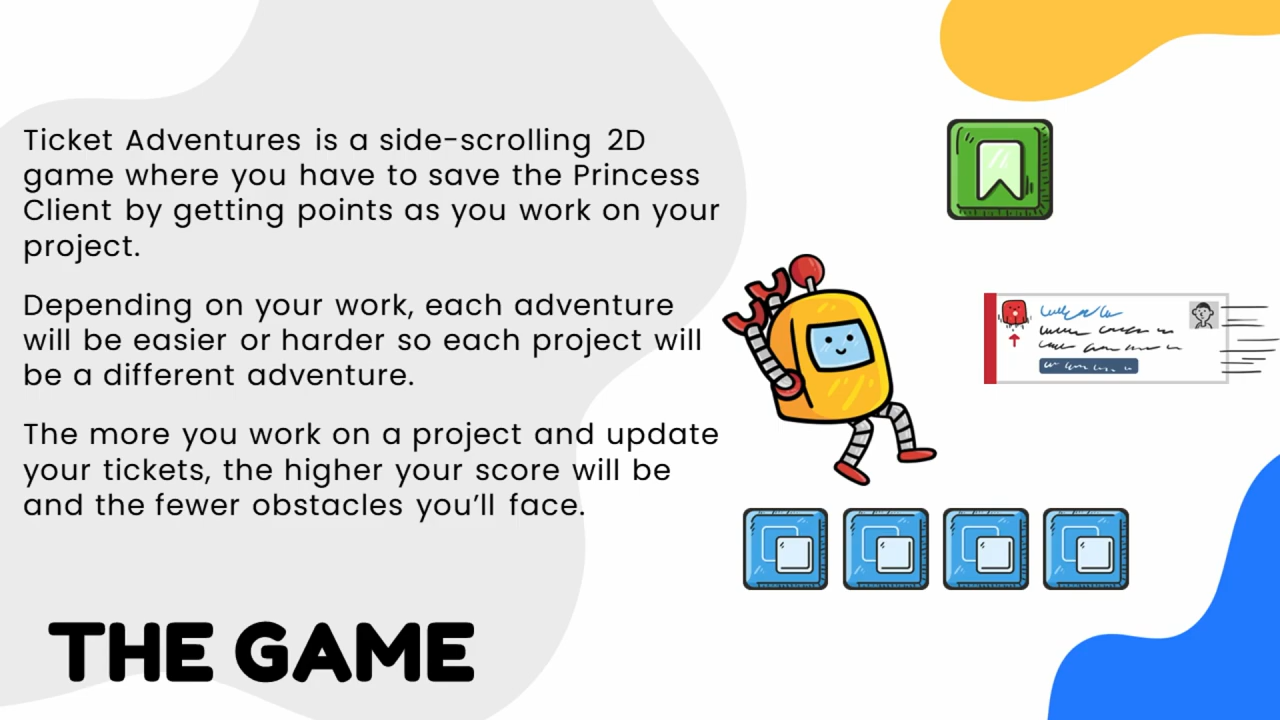 Ticket Adventures is a side-scrolling 2D
game where you have to save the Princess
Client by getting points as you work on your
project.
Depending on your work, each adventure
will be easier or harder so each project will
be a different adventure.
The more you work on a project and update
your tickets, the higher your score will be
and the fewer obstacles you’ll face.
THE GAME